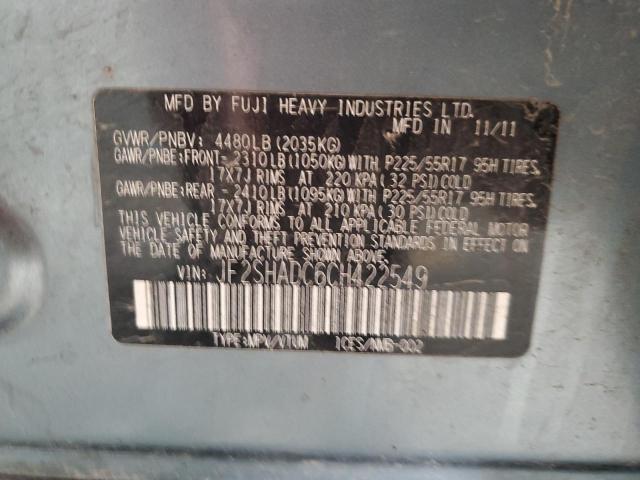 MFD BY FUJI HEAVY INDUSTRIES LTD.
MFD IN 11/11
GVWR/PNBV: 4480LB (2035KG)
GAWR/PNBE:FRONT- 2310LB(1050KG)WITH P225/55R17 95H TIRES.
17X7J RIMS AT 220 KPA( 32 PSI)COLD
GAWR/PNBE:REAR - 2410LB(1095KG)WITH P225/55R17 95H TIRES.
17X7J RIMS AT 210 KPA( 30 PSI)COLD
THIS VEHICLE CONFORMS TO ALL APPLICABLE FEDERAL MOTOR
VEHICLE SAFETY AND THEFT PREVENTION STANDARDS IN EFFECT ON
THE DATE OF MANUFACTURE SHOWN ABOVE.
VIN: JF2SHADC6CH422549
TYPE:MPV/VTUM ICES/NMB-002